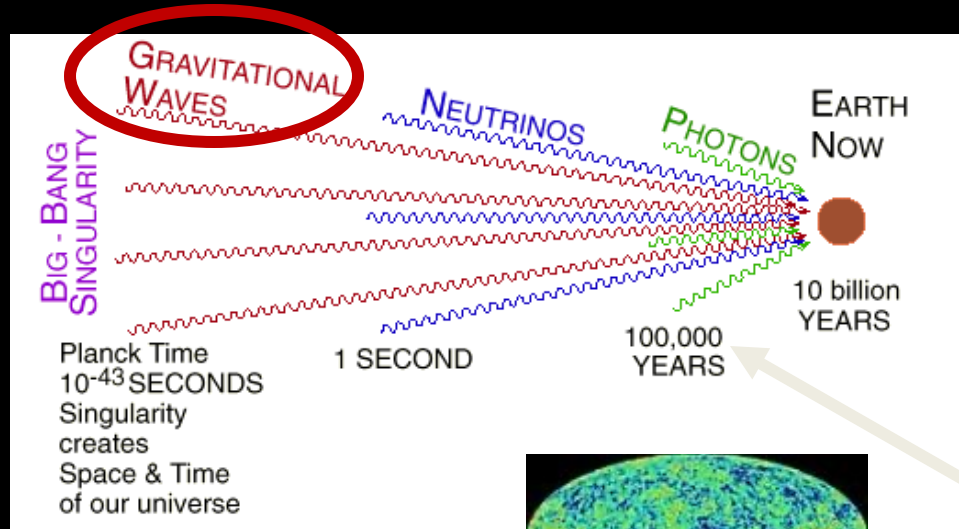 GRAVITATIONAL
WAVES
NEUTRINOS
PHOTONS
EARTH
NOW
BIG - BANG
SINGULARITY
Planck Time
10-43 SECONDS
Singularity
creates
Space & Time
of our universe
1 SECOND
100,000
YEARS
10 billion
YEARS